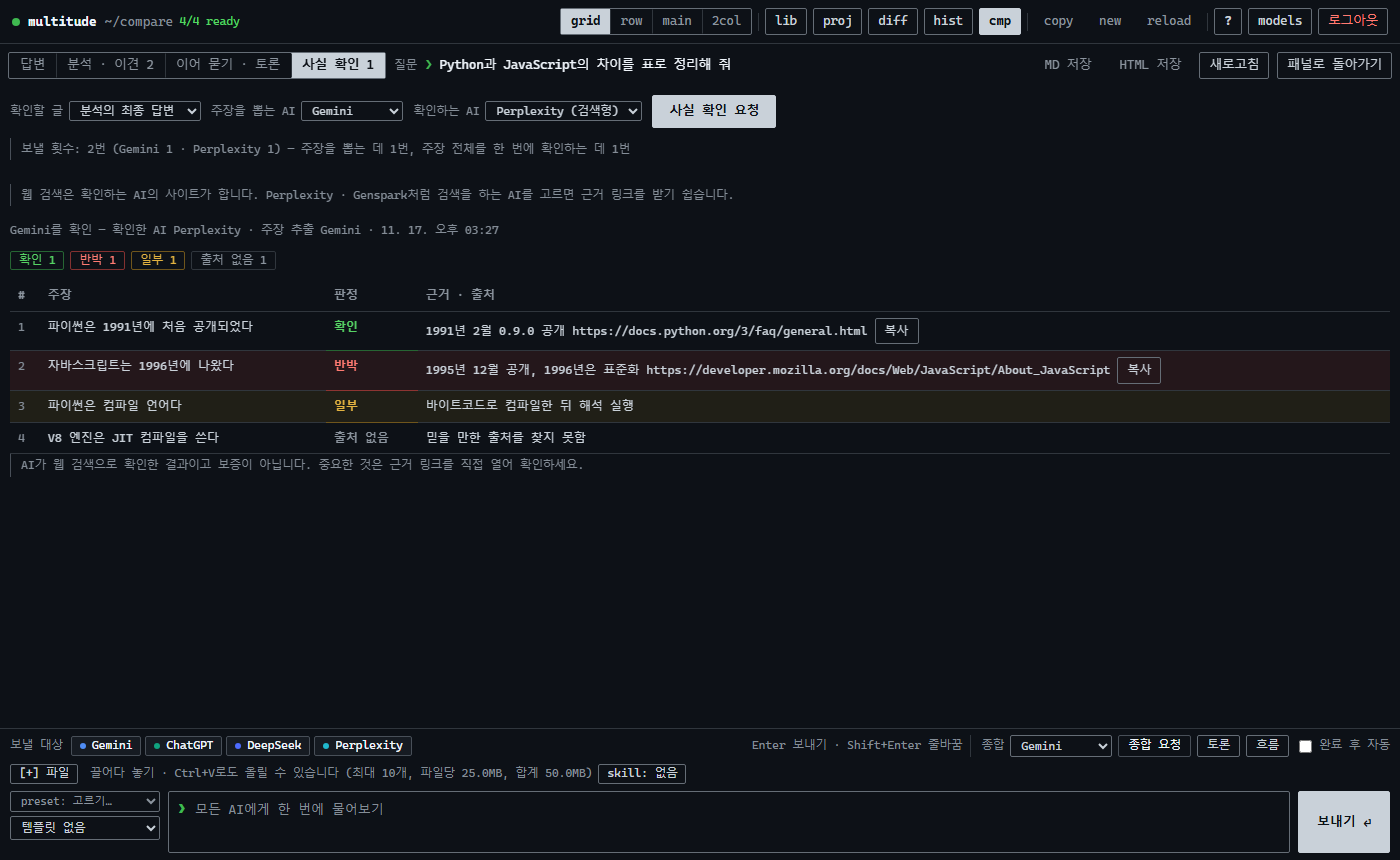 multitude ~/compare 4/4 ready grid row main 2col lib proj diff hist cmp copy new reload ? models 로그아웃
답변 분석 · 이견 2 이어 묻기 · 토론 사실 확인 1 질문 ❯ Python과 JavaScript의 차이를 표로 정리해 줘 MD 저장 HTML 저장 새로고침 패널로 돌아가기
확인할 글 분석의 최종 답변 주장을 뽑는 AI Gemini 확인하는 AI Perplexity (검색형) 사실 확인 요청
보낼 횟수: 2번 (Gemini 1 · Perplexity 1) — 주장을 뽑는 데 1번, 주장 전체를 한 번에 확인하는 데 1번
웹 검색은 확인하는 AI의 사이트가 합니다. Perplexity · Genspark처럼 검색을 하는 AI를 고르면 근거 링크를 받기 쉽습니다.
Gemini를 확인 — 확인한 AI Perplexity · 주장 추출 Gemini · 11. 17. 오후 03:27
확인 1 반박 1 일부 1 출처 없음 1
# 주장 판정 근거 · 출처
1 파이썬은 1991년에 처음 공개되었다 확인 1991년 2월 0.9.0 공개 https://docs.python.org/3/faq/general.html 복사
2 자바스크립트는 1996년에 나왔다 반박 1995년 12월 공개, 1996년은 표준화 https://developer.mozilla.org/docs/Web/JavaScript/About_JavaScript 복사
3 파이썬은 컴파일 언어다 일부 바이트코드로 컴파일한 뒤 해석 실행
4 V8 엔진은 JIT 컴파일을 쓴다 출처 없음 믿을 만한 출처를 찾지 못함
AI가 웹 검색으로 확인한 결과이고 보증이 아닙니다. 중요한 것은 근거 링크를 직접 열어 확인하세요.
보낼 대상 Gemini ChatGPT DeepSeek Perplexity Enter 보내기 · Shift+Enter 줄바꿈 종합 Gemini 종합 요청 토론 흐름 완료 후 자동
[+] 파일 끌어다 놓기 · Ctrl+V로도 올릴 수 있습니다 (최대 10개, 파일당 25.0MB, 합계 50.0MB) skill: 없음
preset: 고르기… ❯ 모든 AI에게 한 번에 물어보기 보내기 ↵
템플릿 없음